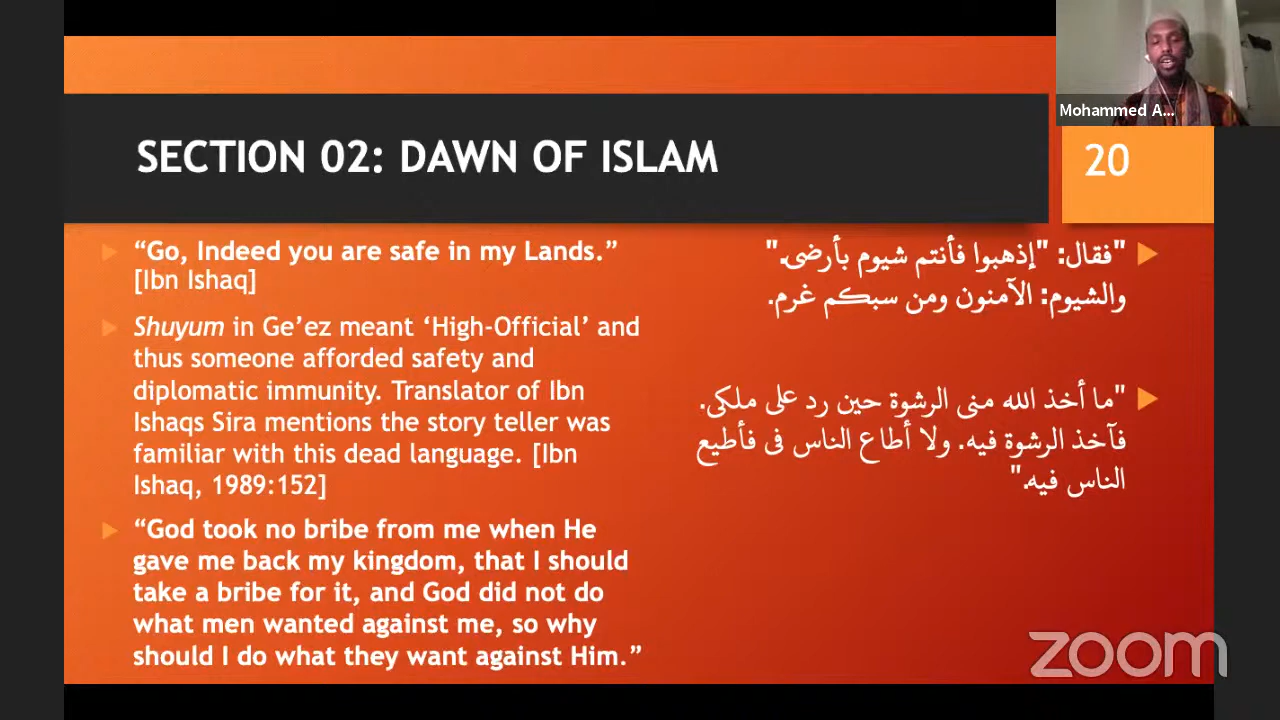 Mohammed A...
SECTION 02: DAWN OF ISLAM
20
“Go, Indeed you are safe in my Lands.”
[Ibn Ishaq]
Shuyum in Ge’ez meant ‘High-Official’ and
thus someone afforded safety and
diplomatic immunity. Translator of Ibn
Ishaqs Sira mentions the story teller was
familiar with this dead language. [Ibn
Ishaq, 1989:152]
“God took no bribe from me when He
gave me back my kingdom, that I should
take a bribe for it, and God did not do
what men wanted against me, so why
should I do what they want against Him.”
"فقال: "إذهبوا فأنتم شيوم بأرضى."
والشيوم: الآمنون ومن سبكم غرم.
"ما أخذ الله منى الرشوة حين رد على ملكى.
فآخذ الرشوة فيه. ولا أطاع الناس فى فأطيع
الناس فيه."
zoom